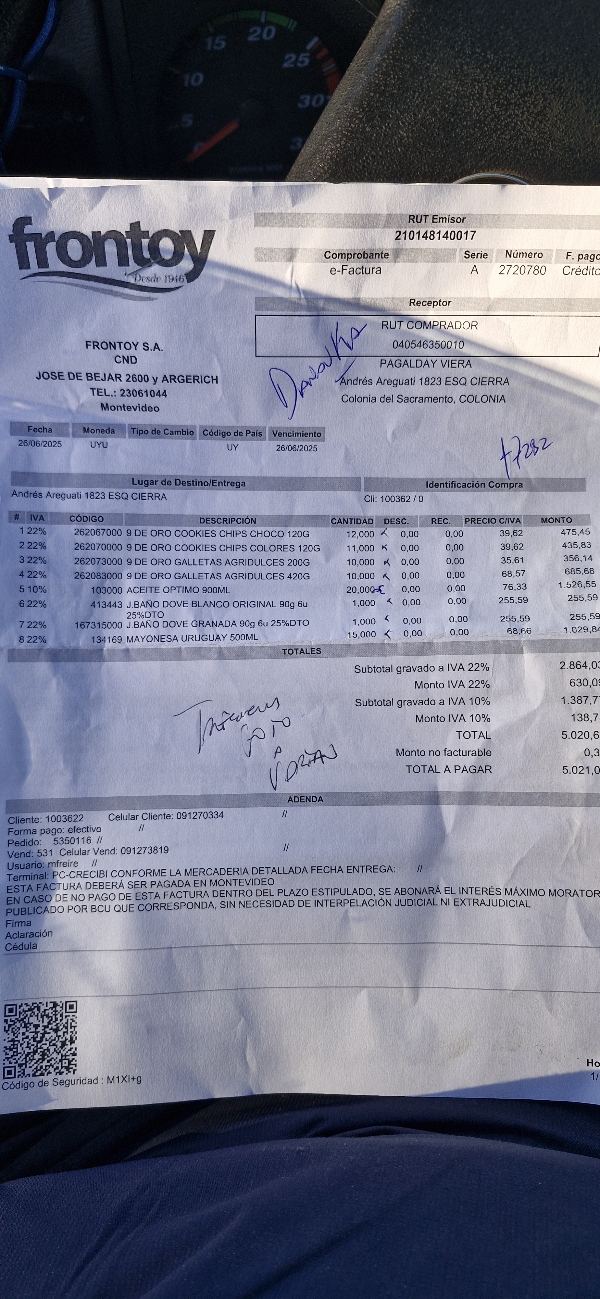 15 20 25
10 30
5
frontoy
Desde 1946
RUT Emisor
210148140017
Comprobante Serie Número F. pago
e-Factura A 2720780 Crédito
Receptor
RUT COMPRADOR
040546350010
PAGALDAY VIERA
Andrés Areguati 1823 ESQ CIERRA
Colonia del Sacramento, COLONIA
FRONTOY S.A.
CND
JOSE DE BEJAR 2600 y ARGERICH
TEL.: 23061044
Montevideo
Fecha Moneda Tipo de Cambio Código de País Vencimiento
26/06/2025 UYU UY 26/06/2025
Lugar de Destino/Entrega Identificación Compra
Andrés Areguati 1823 ESQ CIERRA Cli: 100362 / 0
# IVA CÓDIGO DESCRIPCIÓN CANTIDAD DESC. REC. PRECIO C/IVA MONTO
1 22% 262067000 9 DE ORO COOKIES CHIPS CHOCO 120G 12,000 0,00 0,00 39,62 475,45
2 22% 262070000 9 DE ORO COOKIES CHIPS COLORES 120G 11,000 0,00 0,00 39,62 435,83
3 22% 262073000 9 DE ORO GALLETAS AGRIDULCES 200G 10,000 0,00 0,00 35,61 356,14
4 22% 262083000 9 DE ORO GALLETAS AGRIDULCES 420G 10,000 0,00 0,00 68,57 685,68
5 10% 103000 ACEITE OPTIMO 900ML 20,000 0,00 0,00 76,33 1.526,55
6 22% 413443 J.BAÑO DOVE BLANCO ORIGINAL 90g 6u 1,000 0,00 0,00 255,59 255,59
25%DTO
7 22% 167315000 J.BAÑO DOVE GRANADA 90g 6u 25%DTO 1,000 0,00 0,00 255,59 255,59
8 22% 134169 MAYONESA URUGUAY 500ML 15,000 0,00 0,00 68,66 1.029,84
TOTALES
Subtotal gravado a IVA 22% 2.864,03
Monto IVA 22% 630,09
Subtotal gravado a IVA 10% 1.387,7
Monto IVA 10% 138,7
TOTAL 5.020,6
Monto no facturable 0,3
TOTAL A PAGAR 5.021,0
ADENDA
Cliente: 1003622 Celular Cliente: 091270334 //
Forma pago: efectivo //
Pedido: 5350116 //
Vend: 531 Celular Vend: 091273819 //
Usuario: mfreire //
Terminal: PC-CRECIBI CONFORME LA MERCADERIA DETALLADA FECHA ENTREGA: //
ESTA FACTURA DEBERÁ SER PAGADA EN MONTEVIDEO
EN CASO DE NO PAGO DE ESTA FACTURA DENTRO DEL PLAZO ESTIPULADO, SE ABONARÁ EL INTERÉS MÁXIMO MORATOR
PUBLICADO POR BCU QUE CORRESPONDA, SIN NECESIDAD DE INTERPELACIÓN JUDICIAL NI EXTRAJUDICIAL
Firma
Aclaración
Cédula
Código de Seguridad : M1XI+g
Ho
1/